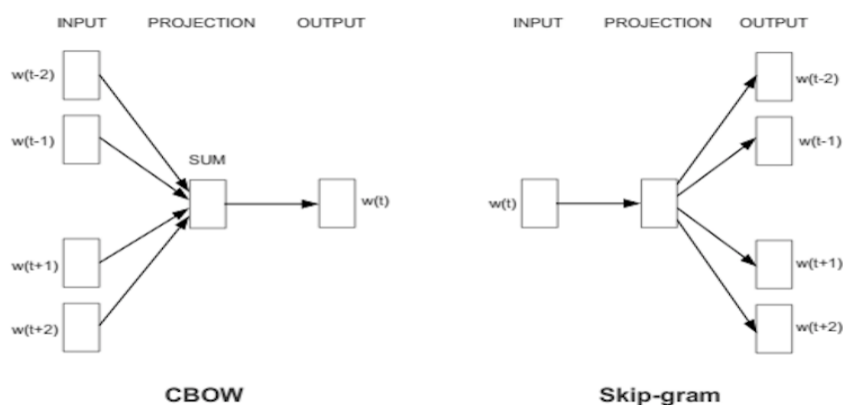 INPUT PROJECTION OUTPUT
w(t-2)
w(t-1)
SUM
w(t)
w(t+1)
w(t+2)
CBOW
INPUT PROJECTION OUTPUT
w(t-2)
w(t-1)
w(t)
w(t+1)
w(t+2)
Skip-gram